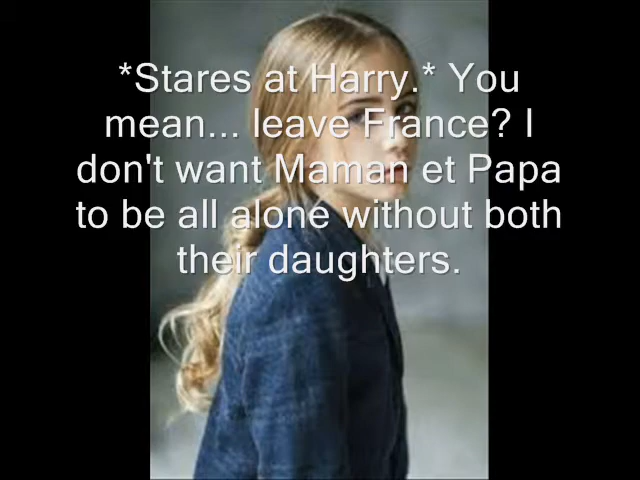 *Stares at Harry.* You
mean... leave France? I
don't want Maman et Papa
to be all alone without both
their daughters.